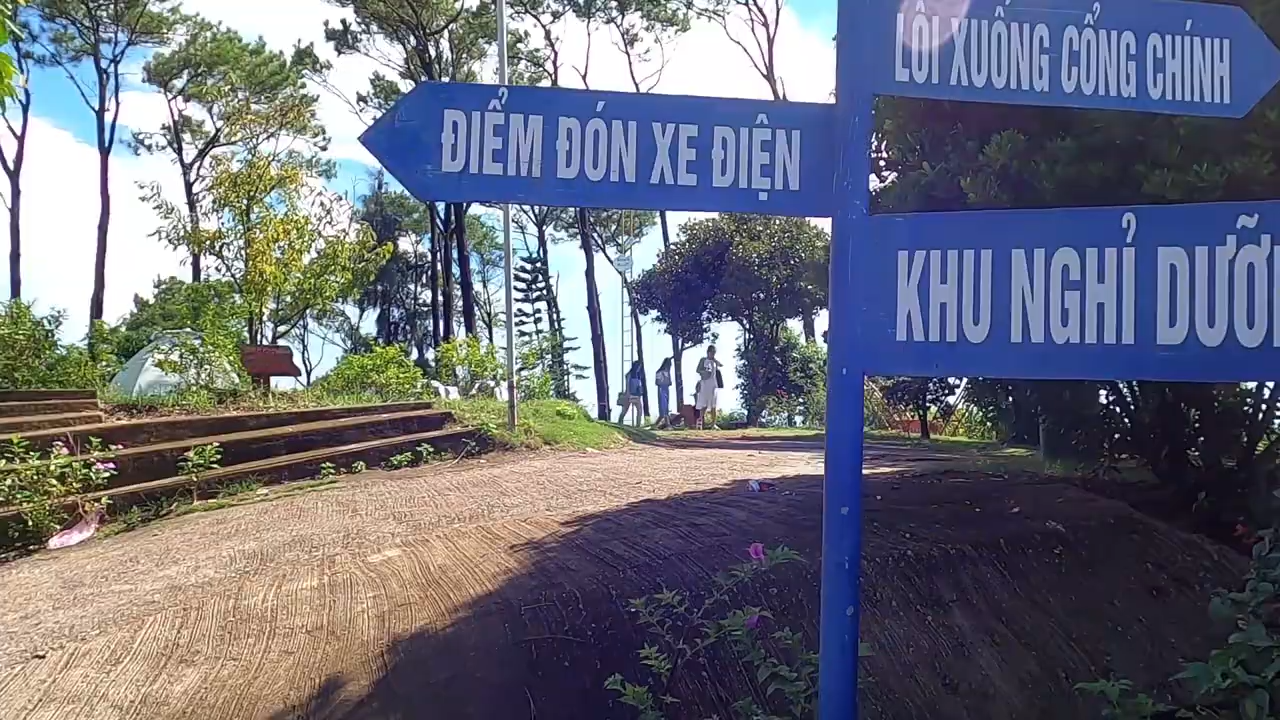 LỐI XUỐNG CỔNG CHÍNH
ĐIỂM ĐÓN XE ĐIỆN
KHU NGHỈ DƯỠ